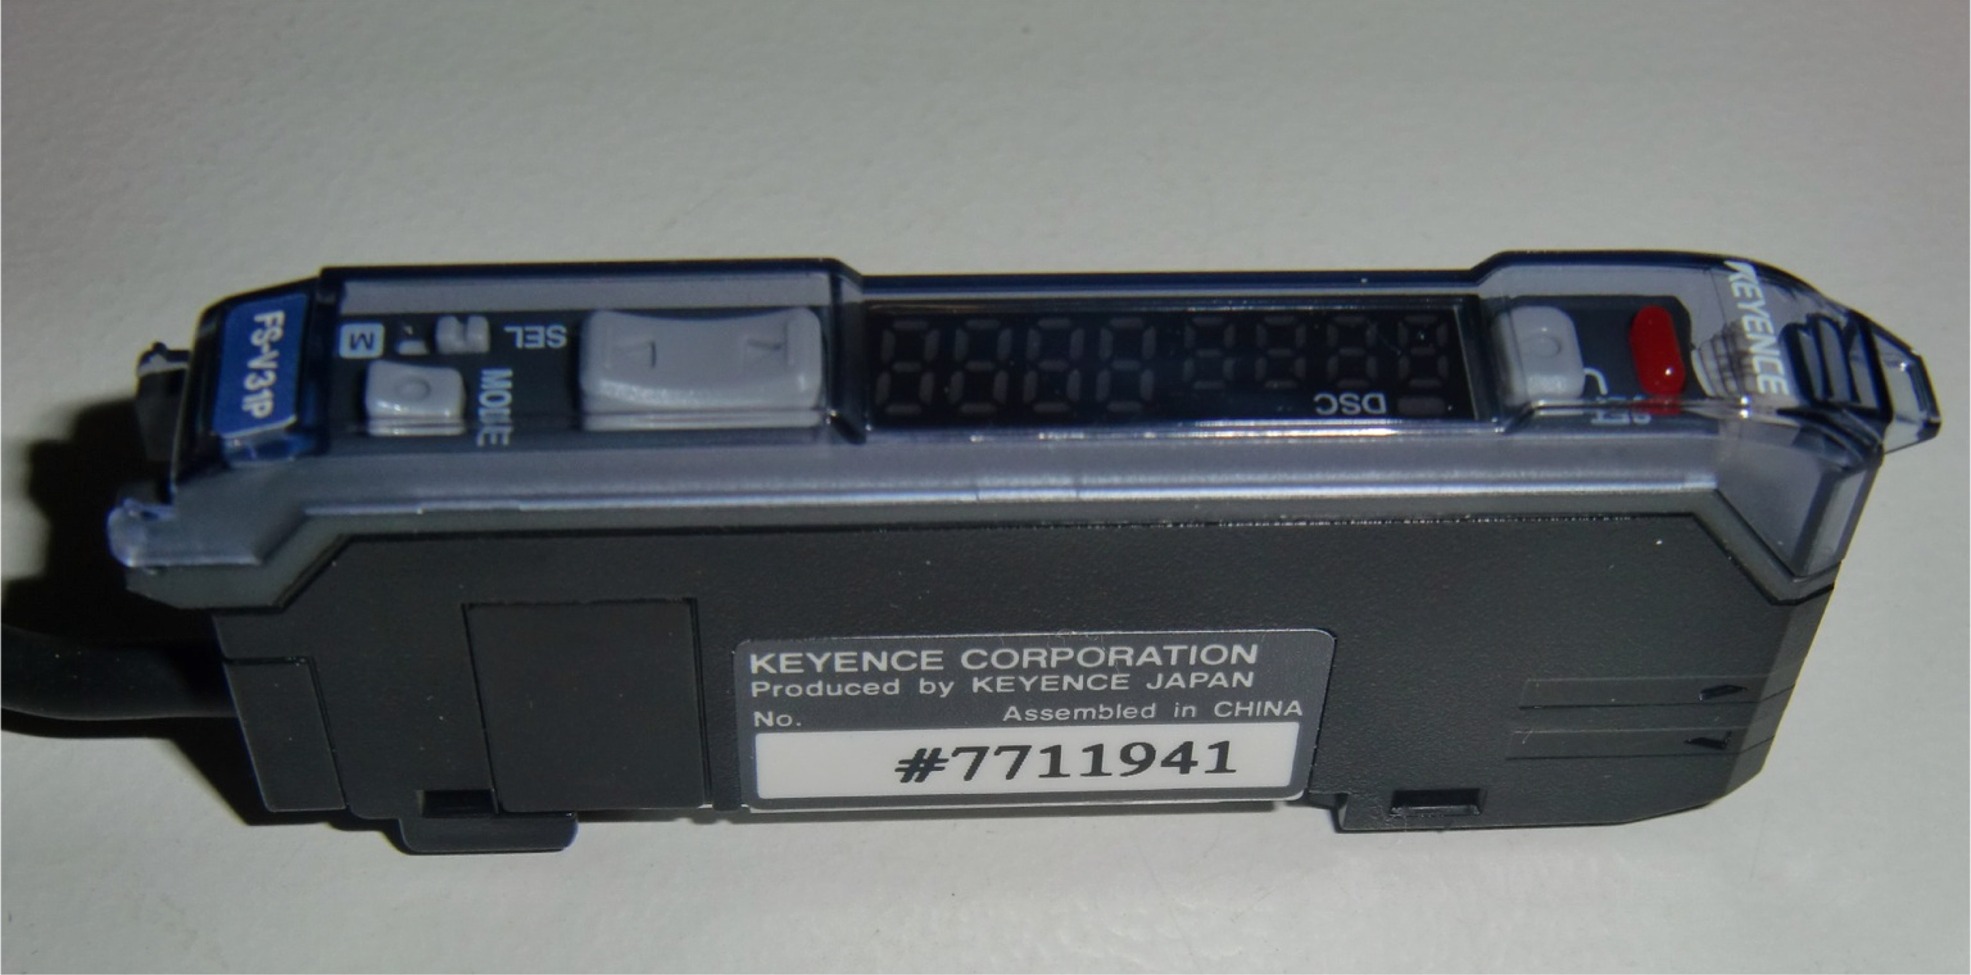 FS-V31P
M
SEL
MODE
DSC
KEYENCE
KEYENCE CORPORATION
Produced by KEYENCE JAPAN
No.
Assembled in CHINA
#7711941